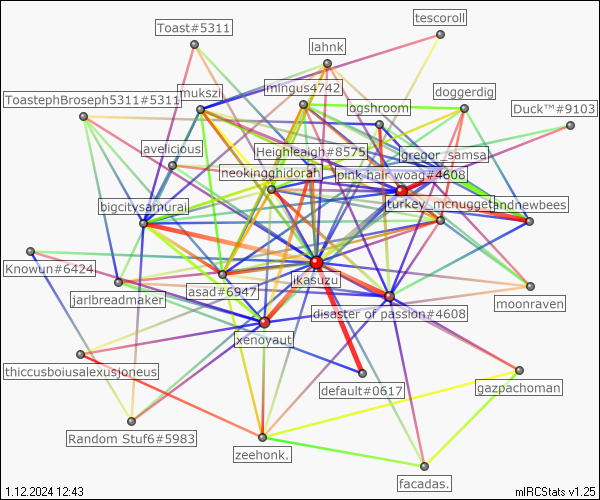 tescoroll
Toast#5311
lahnk
mukszi
mingus4742
doggerdig
ToastephBroseph5311#5311
ogshroom
Duck™#9103
avelicious
Heighleaigh#8575
gregor_samsa
neokingghidorah
pink hair woag#4608
bigcitysamurai
turkey_mcnuggets
hdnewbees
Knowun#6424
ikasuzu
jarlbreadmaker
asad#6947
moonraven
disaster of passion#4608
xenoyaut
thiccusboiusalexusjoneus
default#0617
gazpachoman
Random Stuf6#5983
zeehonk.
facadas.
1.12.2024 12:43
mIRCStats v1.25